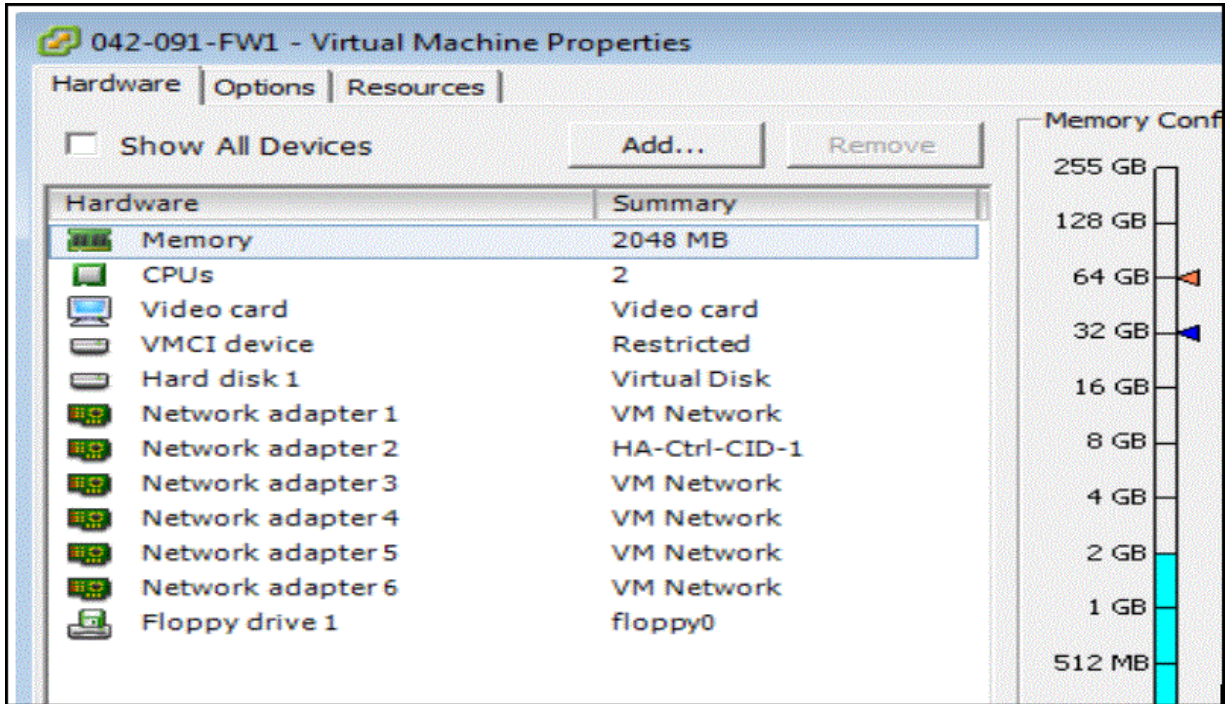 042-091-FW1 - Virtual Machine Properties
Hardware Options Resources
Show All Devices Add... Remove
Hardware Summary
Memory 2048 MB
CPUs 2
Video card Video card
VMCI device Restricted
Hard disk 1 Virtual Disk
Network adapter 1 VM Network
Network adapter 2 HA-Ctrl-CID-1
Network adapter 3 VM Network
Network adapter 4 VM Network
Network adapter 5 VM Network
Network adapter 6 VM Network
Floppy drive 1 floppy0
Memory Conf
255 GB
128 GB
64 GB
32 GB
16 GB
8 GB
4 GB
2 GB
1 GB
512 MB